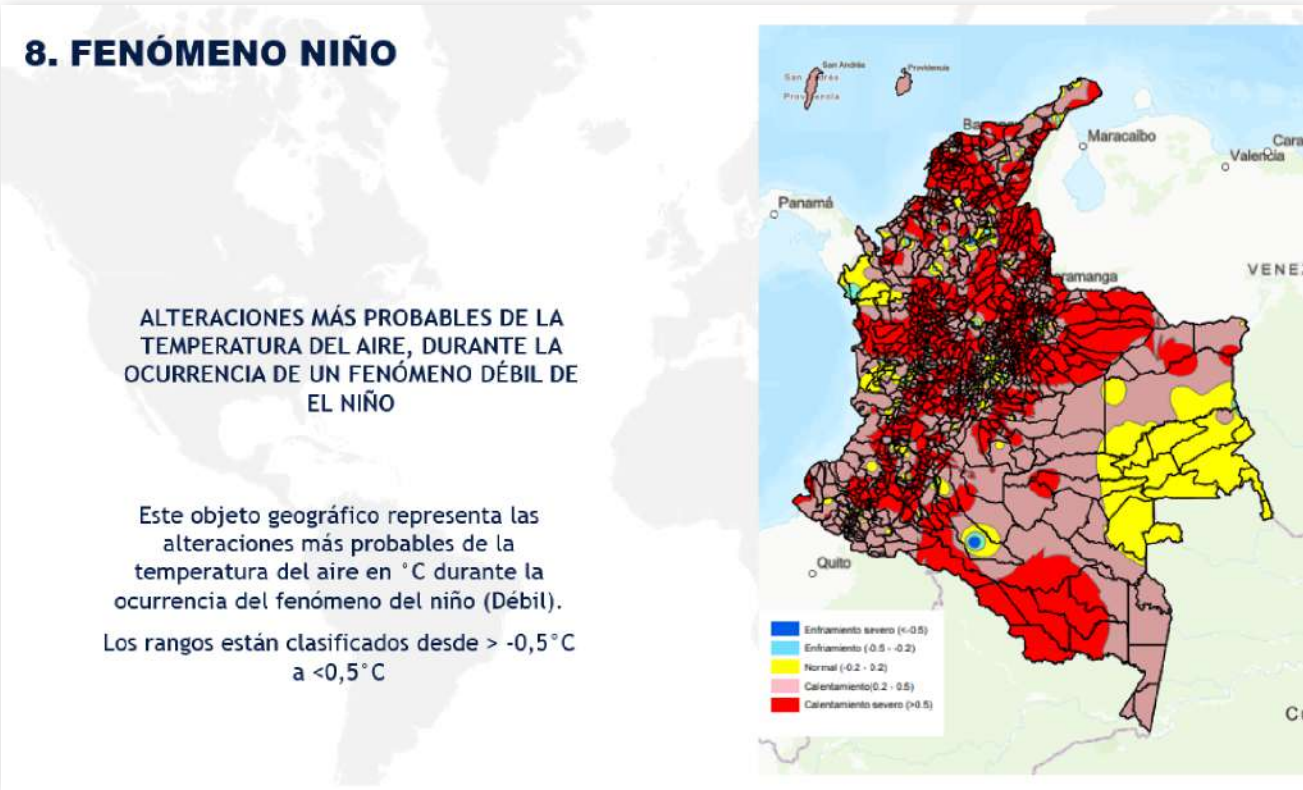 8. FENÓMENO NIÑO
ALTERACIONES MÁS PROBABLES DE LA
TEMPERATURA DEL AIRE, DURANTE LA
OCURRENCIA DE UN FENÓMENO DÉBIL DE
EL NIÑO
Este objeto geográfico representa las
alteraciones más probables de la
temperatura del aire en °C durante la
ocurrencia del fenómeno del niño (Débil).
Los rangos están clasificados desde > -0,5°C
a <0,5°C
San Andrés
Providencia
Maracaibo
Valencia
Cara
Panamá
VENEZ
ramanga
Quito
Enfriamiento severo (<-0.5)
Enfriamiento (-0.5 - -0.2)
Normal (-0.2 - 0.2)
Calentamiento(0.2 - 0.5)
Calentamiento severo (>0.5)